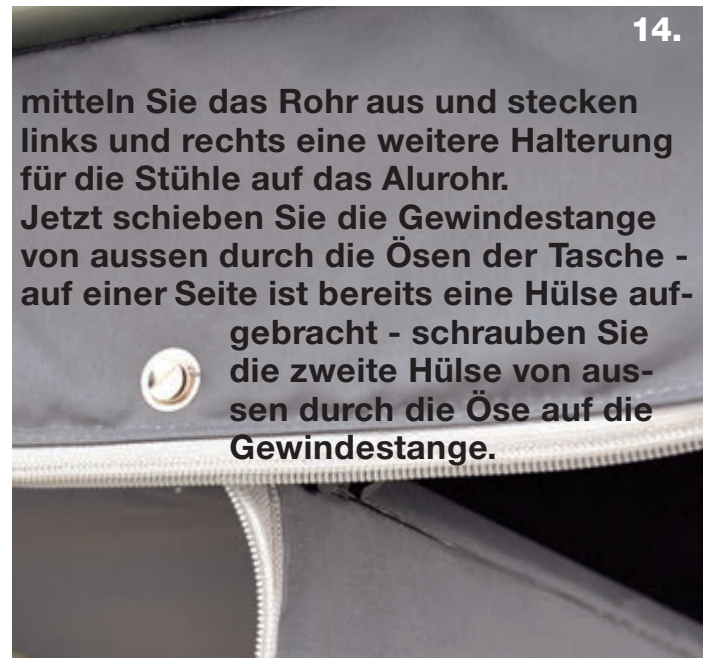 14.
mitteln Sie das Rohr aus und stecken
links und rechts eine weitere Halterung
für die Stühle auf das Alurohr.
Jetzt schieben Sie die Gewindestange
von aussen durch die Ösen der Tasche -
auf einer Seite ist bereits eine Hülse auf-
gebracht - schrauben Sie
die zweite Hülse von aus-
sen durch die Öse auf die
Gewindestange.